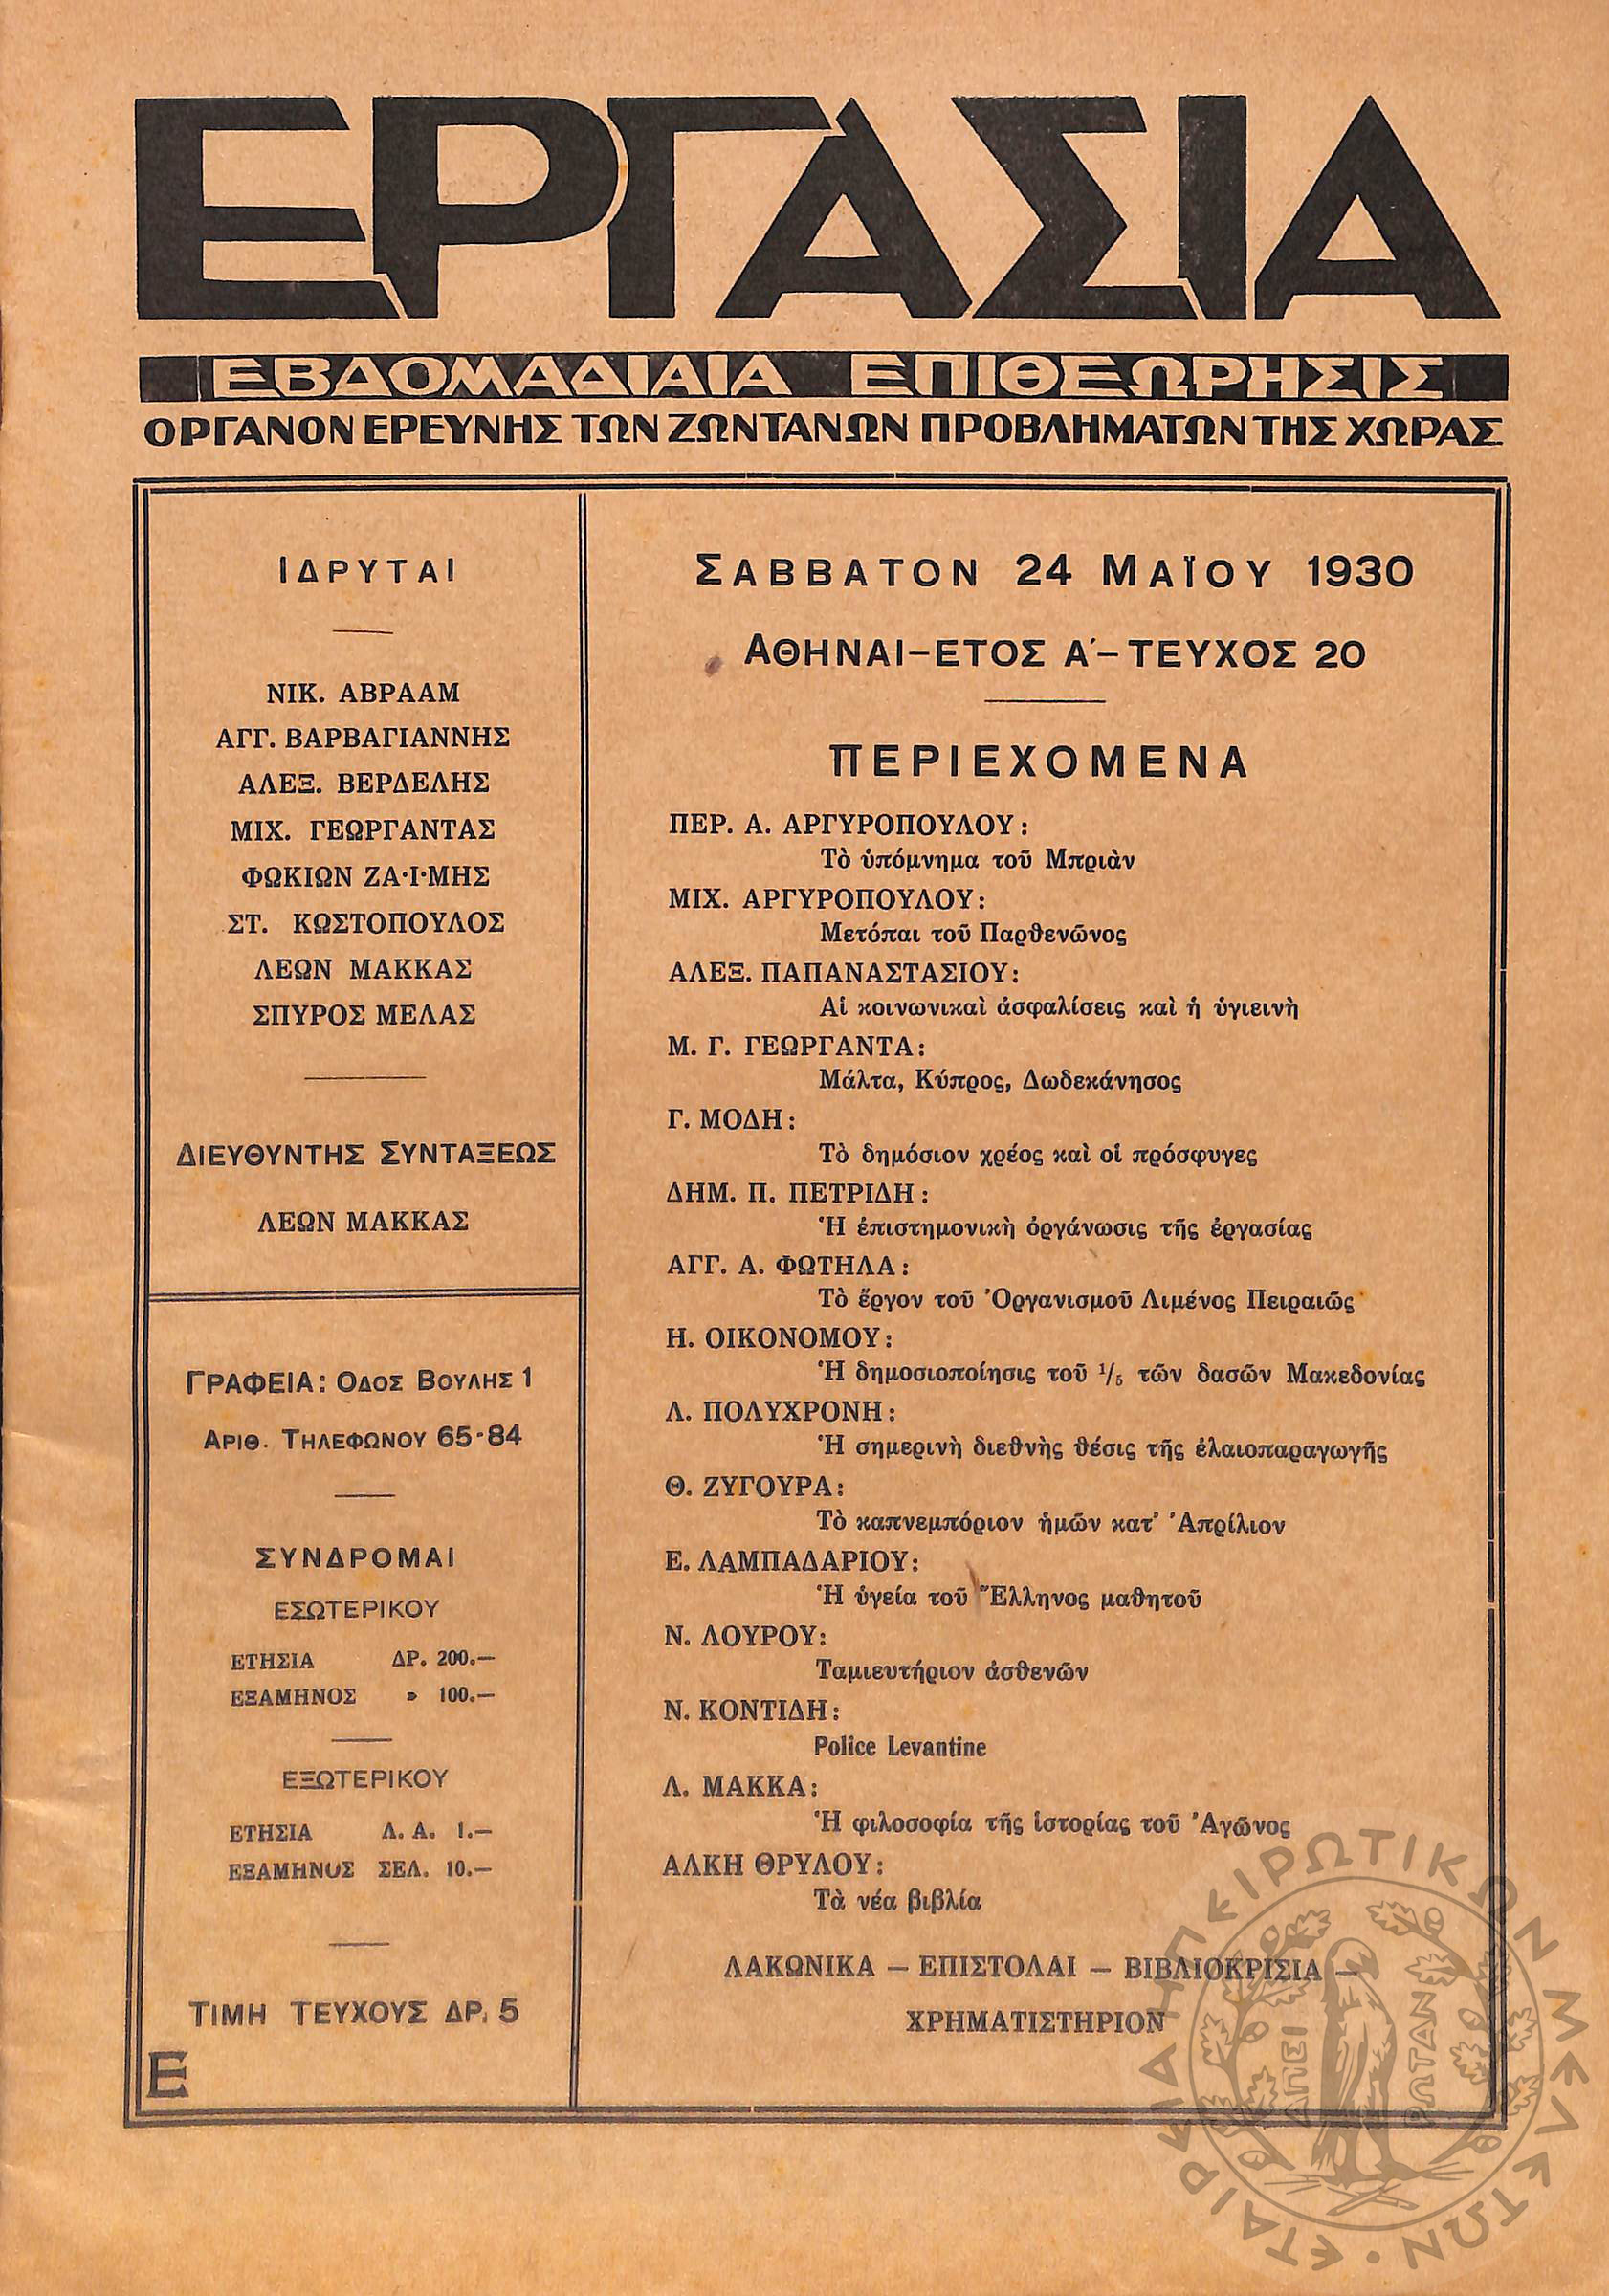 ΕΡΓΑΣΙΑ
ΕΒΔΟΜΑΔΙΑΙΑ ΕΠΙΘΕΩΡΗΣΙΣ
ΟΡΓΑΝΟΝ ΕΡΕΥΝΗΣ ΤΩΝ ΖΩΝΤΑΝΩΝ ΠΡΟΒΛΗΜΑΤΩΝ ΤΗΣ ΧΩΡΑΣ
ΙΔΡΥΤΑΙ
ΝΙΚ. ΑΒΡΑΑΜ
ΑΓΓ. ΒΑΡΒΑΓΙΑΝΝΗΣ
ΑΛΕΞ. ΒΕΡΔΕΛΗΣ
ΜΙΧ. ΓΕΩΡΓΑΝΤΑΣ
ΦΩΚΙΩΝ ΖΑ·Ι·ΜΗΣ
ΣΤ. ΚΩΣΤΟΠΟΥΛΟΣ
ΛΕΩΝ ΜΑΚΚΑΣ
ΣΠΥΡΟΣ ΜΕΛΑΣ
ΔΙΕΥΘΥΝΤΗΣ ΣΥΝΤΑΞΕΩΣ
ΛΕΩΝ ΜΑΚΚΑΣ
ΓΡΑΦΕΙΑ: ΟΔΟΣ ΒΟΥΛΗΣ 1
ΑΡΙΘ. ΤΗΛΕΦΩΝΟΥ 65-84
ΣΥΝΔΡΟΜΑΙ
ΕΣΩΤΕΡΙΚΟΥ
ΕΤΗΣΙΑ ΔΡ. 200.—
ΕΞΑΜΗΝΟΣ » 100.—
ΕΞΩΤΕΡΙΚΟΥ
ΕΤΗΣΙΑ Λ. Α. 1.—
ΕΞΑΜΗΝΟΣ ΣΕΛ. 10.—
ΤΙΜΗ ΤΕΥΧΟΥΣ ΔΡ. 5
Ε
ΣΑΒΒΑΤΟΝ 24 ΜΑΪΟΥ 1930
ΑΘΗΝΑΙ–ΕΤΟΣ Α΄–ΤΕΥΧΟΣ 20
ΠΕΡΙΕΧΟΜΕΝΑ
ΠΕΡ. Α. ΑΡΓΥΡΟΠΟΥΛΟΥ:
Τὸ ὑπόμνημα τοῦ Μπριὰν
ΜΙΧ. ΑΡΓΥΡΟΠΟΥΛΟΥ:
Μετόπαι τοῦ Παρθενῶνος
ΑΛΕΞ. ΠΑΠΑΝΑΣΤΑΣΙΟΥ:
Αἱ κοινωνικαὶ ἀσφαλίσεις καὶ ἡ ὑγιεινὴ
Μ. Γ. ΓΕΩΡΓΑΝΤΑ:
Μάλτα, Κύπρος, Δωδεκάνησος
Γ. ΜΟΔΗ:
Τὸ δημόσιον χρέος καὶ οἱ πρόσφυγες
ΔΗΜ. Π. ΠΕΤΡΙΔΗ:
Ἡ ἐπιστημονικὴ ὀργάνωσις τῆς ἐργασίας
ΑΓΓ. Α. ΦΩΤΗΛΑ:
Τὸ ἔργον τοῦ Ὀργανισμοῦ Λιμένος Πειραιῶς
Η. ΟΙΚΟΝΟΜΟΥ:
Ἡ δημοσιοποίησις τοῦ 1/5 τῶν δασῶν Μακεδονίας
Λ. ΠΟΛΥΧΡΟΝΗ:
Ἡ σημερινὴ διεθνὴς θέσις τῆς ἐλαιοπαραγωγῆς
Θ. ΖΥΓΟΥΡΑ:
Τὸ καπνεμπόριον ἡμῶν κατ' Ἀπρίλιον
Ε. ΛΑΜΠΑΔΑΡΙΟΥ:
Ἡ ὑγεία τοῦ Ἕλληνος μαθητοῦ
Ν. ΛΟΥΡΟΥ:
Ταμιευτήριον ἀσθενῶν
Ν. ΚΟΝΤΙΔΗ:
Police Levantine
Λ. ΜΑΚΚΑ:
Ἡ φιλοσοφία τῆς ἱστορίας τοῦ Ἀγῶνος
ΑΛΚΗ ΘΡΥΛΟΥ:
Τὰ νέα βιβλία
ΛΑΚΩΝΙΚΑ — ΕΠΙΣΤΟΛΑΙ — ΒΙΒΛΙΟΚΡΙΣΙΑ —
ΧΡΗΜΑΤΙΣΤΗΡΙΟΝ
ΕΤΑΙΡΕΙΑ ΗΠΕΙΡΩΤΙΚΩΝ ΜΕΛΕΤΩΝ
ΑΠΕΙ
ΡΩΤΑΝ